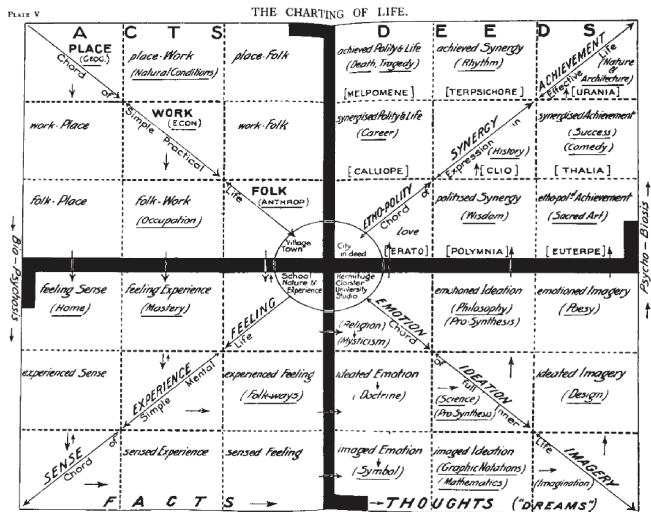 PLATE V
THE CHARTING OF LIFE.
A C T S
D E E D S
PLACE
(GEOG.)
Chord of
place-Work
(Natural Conditions)
place-Folk
achieved Polity & Life
(Death, Tragedy)
[MELPOMENE]
achieved Synergy
(Rhythm)
[TERPSICHORE]
ACHIEVEMENT
Effective Life
(Nature & Architecture)
[URANIA]
work-Place
WORK
(ECON)
Simple Practical
work-Folk
synergised Polity & Life
(Career)
[CALLIOPE]
SYNERGY
Expression in
(History)
[CLIO]
synergised Achievement
(Success)
(Comedy)
[THALIA]
folk-Place
folk-Work
(Occupation)
FOLK
(ANTHROP)
Life
Village
Town
City
in deed
ETHO-POLITY
Chord of
Love
[ERATO]
politised Synergy
(Wisdom)
[POLYMNIA]
ethopol^d Achievement
(Sacred Art)
[EUTERPE]
Bio-Psychosis
Psycho-Biosis
feeling Sense
(Home)
feeling Experience
(Mastery)
FEELING
Life
School
Nature &
Experience
Hermitage
Cloister
University
Studio
EMOTION
Chord
(Religion)
(Mysticism)
emotioned Ideation
(Philosophy)
(Pro-Synthesis)
emotioned Imagery
(Poesy)
experienced Sense
EXPERIENCE
Simple Mental
experienced Feeling
(Folk-ways)
ideated Emotion
(Doctrine)
of
IDEATION
full Inner
(Science)
(Pro Synthesis)
ideated Imagery
(Design)
SENSE
Chord of
sensed Experience
sensed Feeling
imaged Emotion
(Symbol)
imaged Ideation
(Graphic Notations)
(Mathematics)
Life
IMAGERY
(Imagination)
F A C T S
THOUGHTS ("DREAMS")